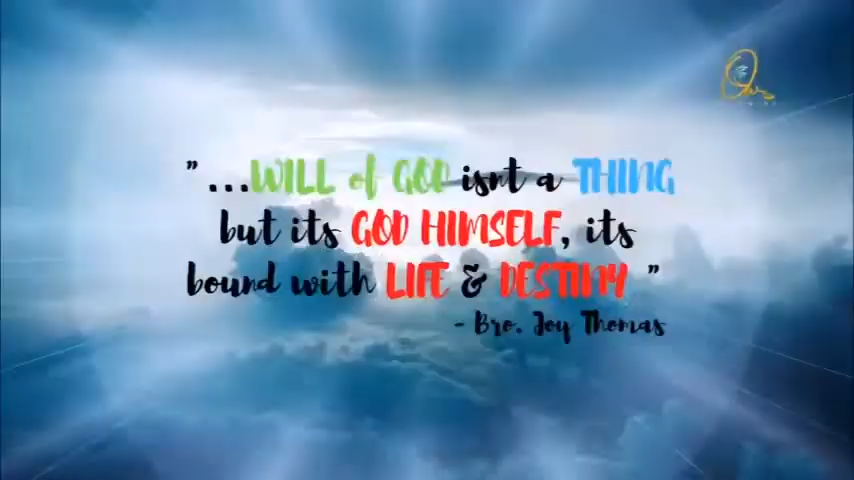 "...WILL of GOD isnt a THING
but its GOD HIMSELF, its
bound with LIFE & DESTINY "
- Bro. Joy Thomas